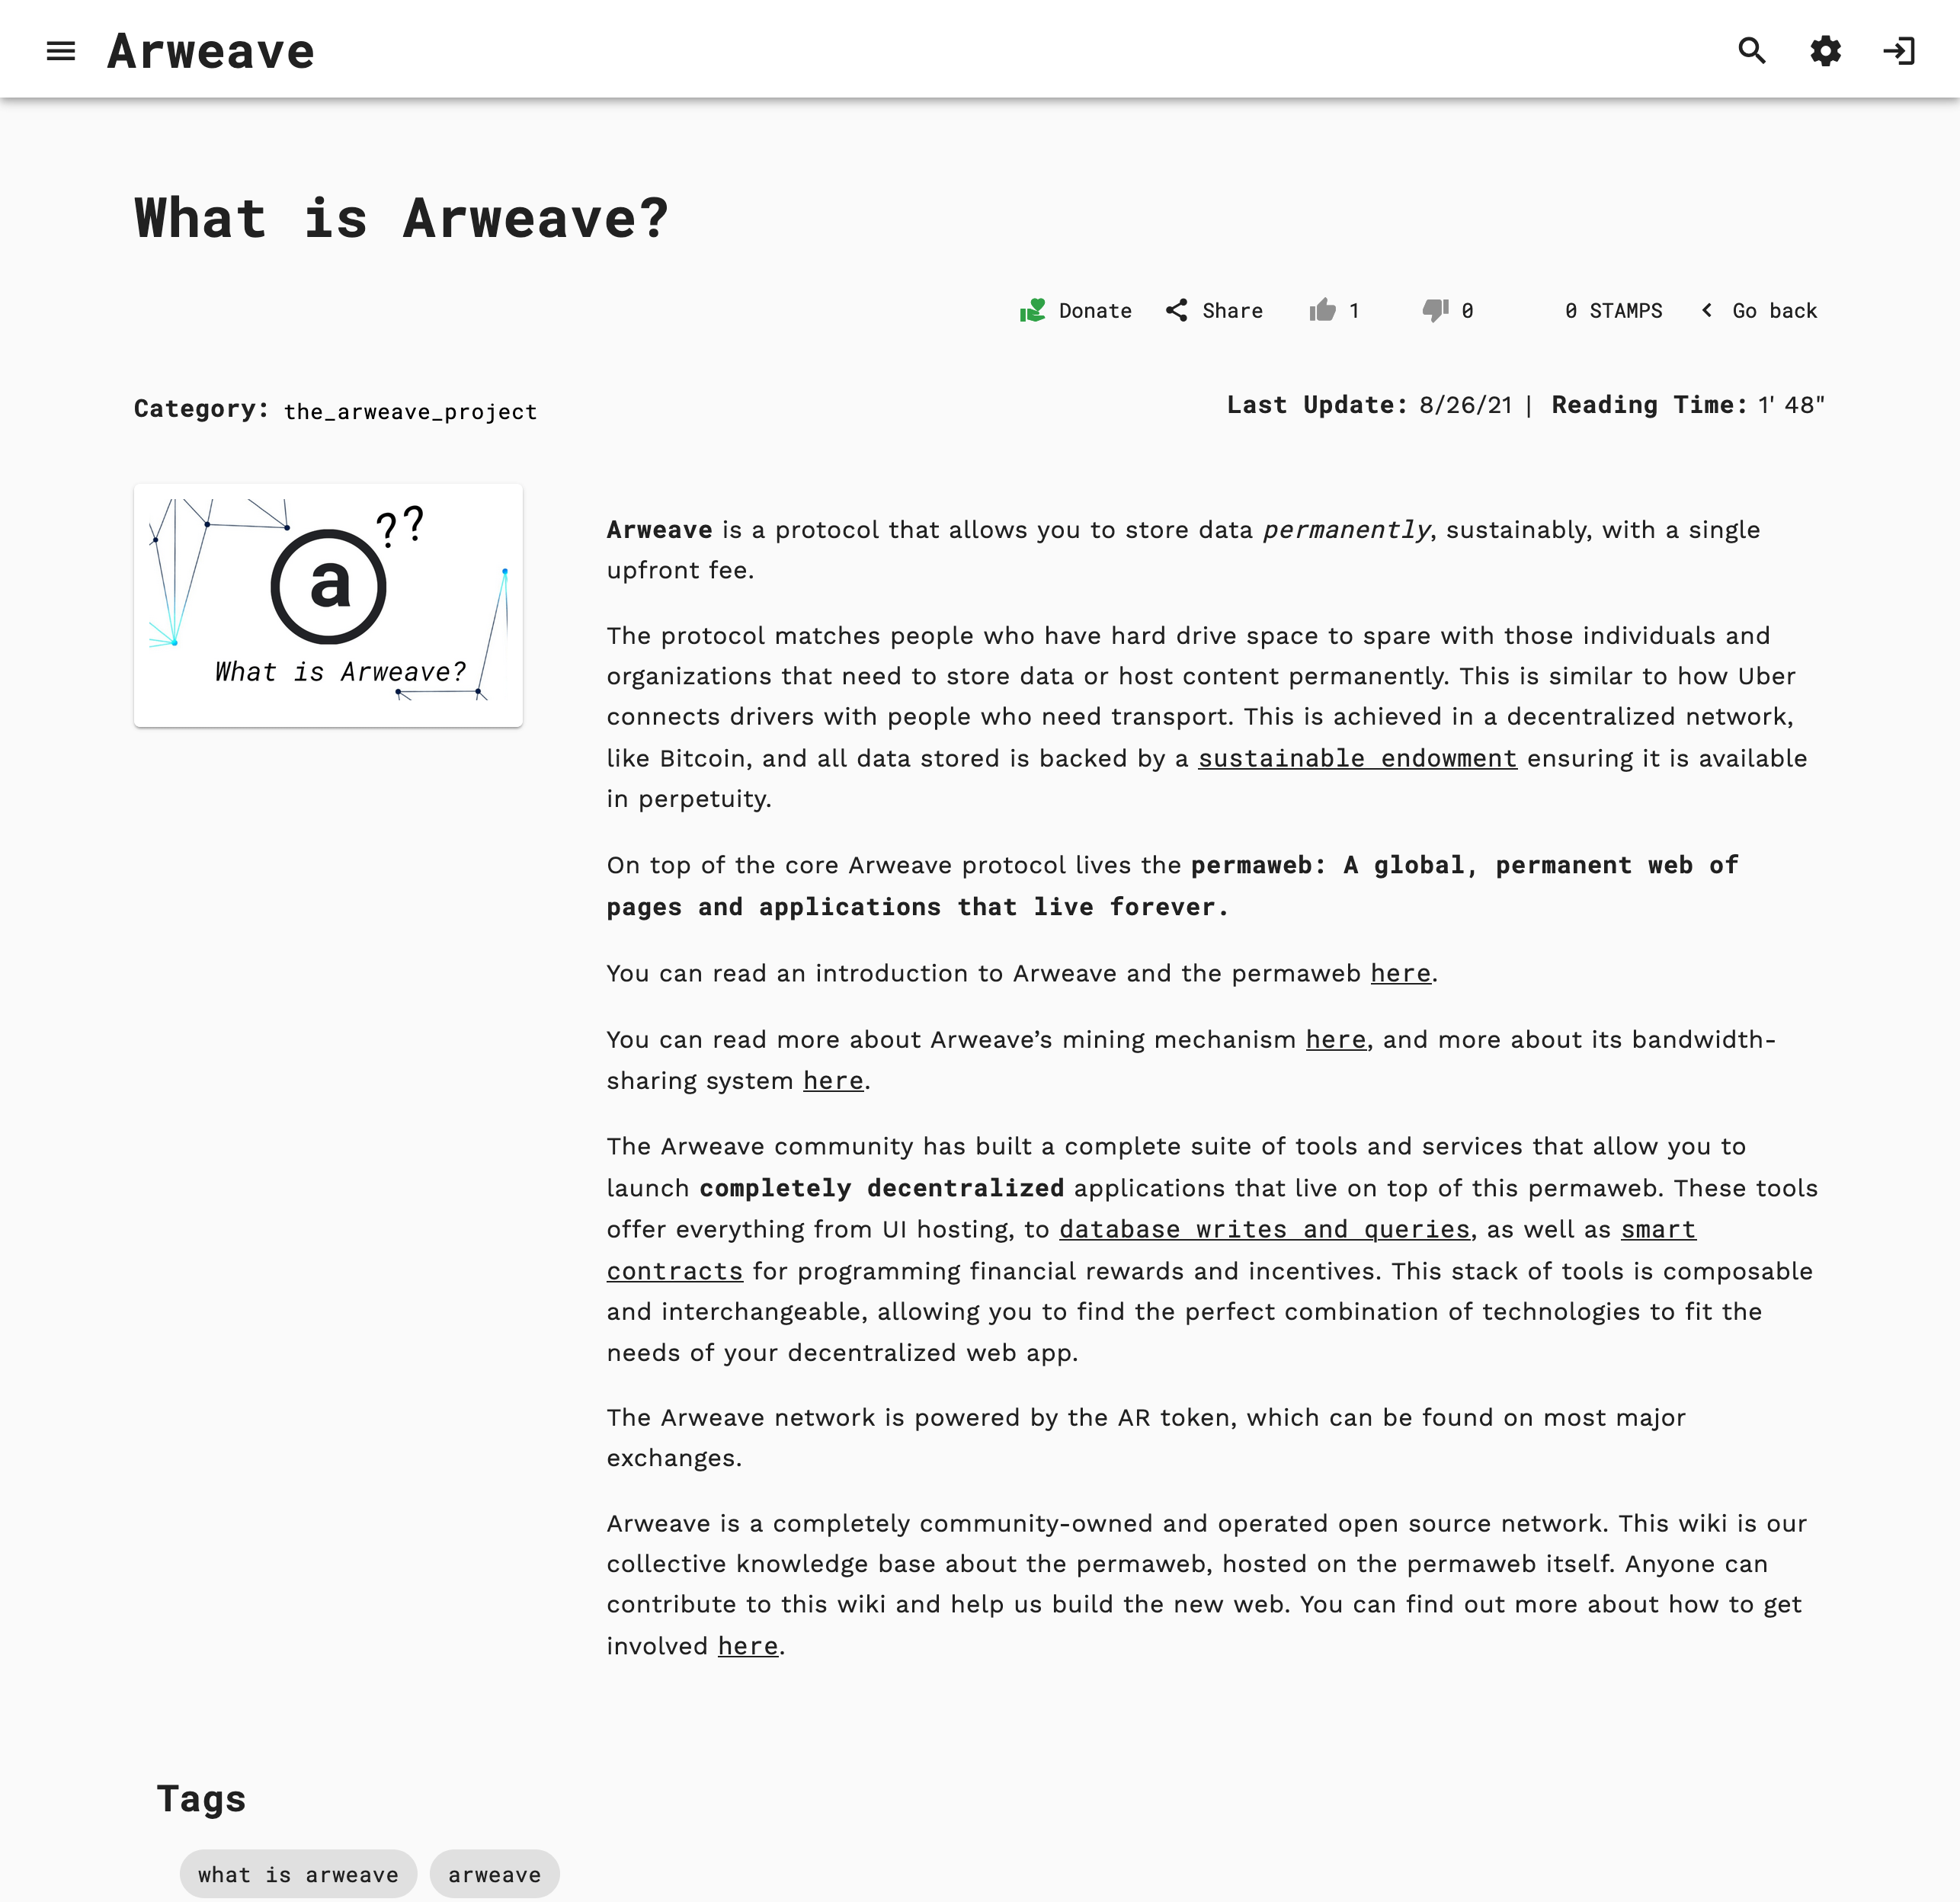 Arweave
What is Arweave?
Donate Share 1 0 0 STAMPS Go back
Category: the_arweave_project
Last Update: 8/26/21 | Reading Time: 1' 48"
??
a
What is Arweave?
Arweave is a protocol that allows you to store data permanently, sustainably, with a single
upfront fee.
The protocol matches people who have hard drive space to spare with those individuals and
organizations that need to store data or host content permanently. This is similar to how Uber
connects drivers with people who need transport. This is achieved in a decentralized network,
like Bitcoin, and all data stored is backed by a sustainable endowment ensuring it is available
in perpetuity.
On top of the core Arweave protocol lives the permaweb: A global, permanent web of
pages and applications that live forever.
You can read an introduction to Arweave and the permaweb here.
You can read more about Arweave’s mining mechanism here, and more about its bandwidth-
sharing system here.
The Arweave community has built a complete suite of tools and services that allow you to
launch completely decentralized applications that live on top of this permaweb. These tools
offer everything from UI hosting, to database writes and queries, as well as smart
contracts for programming financial rewards and incentives. This stack of tools is composable
and interchangeable, allowing you to find the perfect combination of technologies to fit the
needs of your decentralized web app.
The Arweave network is powered by the AR token, which can be found on most major
exchanges.
Arweave is a completely community-owned and operated open source network. This wiki is our
collective knowledge base about the permaweb, hosted on the permaweb itself. Anyone can
contribute to this wiki and help us build the new web. You can find out more about how to get
involved here.
Tags
what is arweave arweave